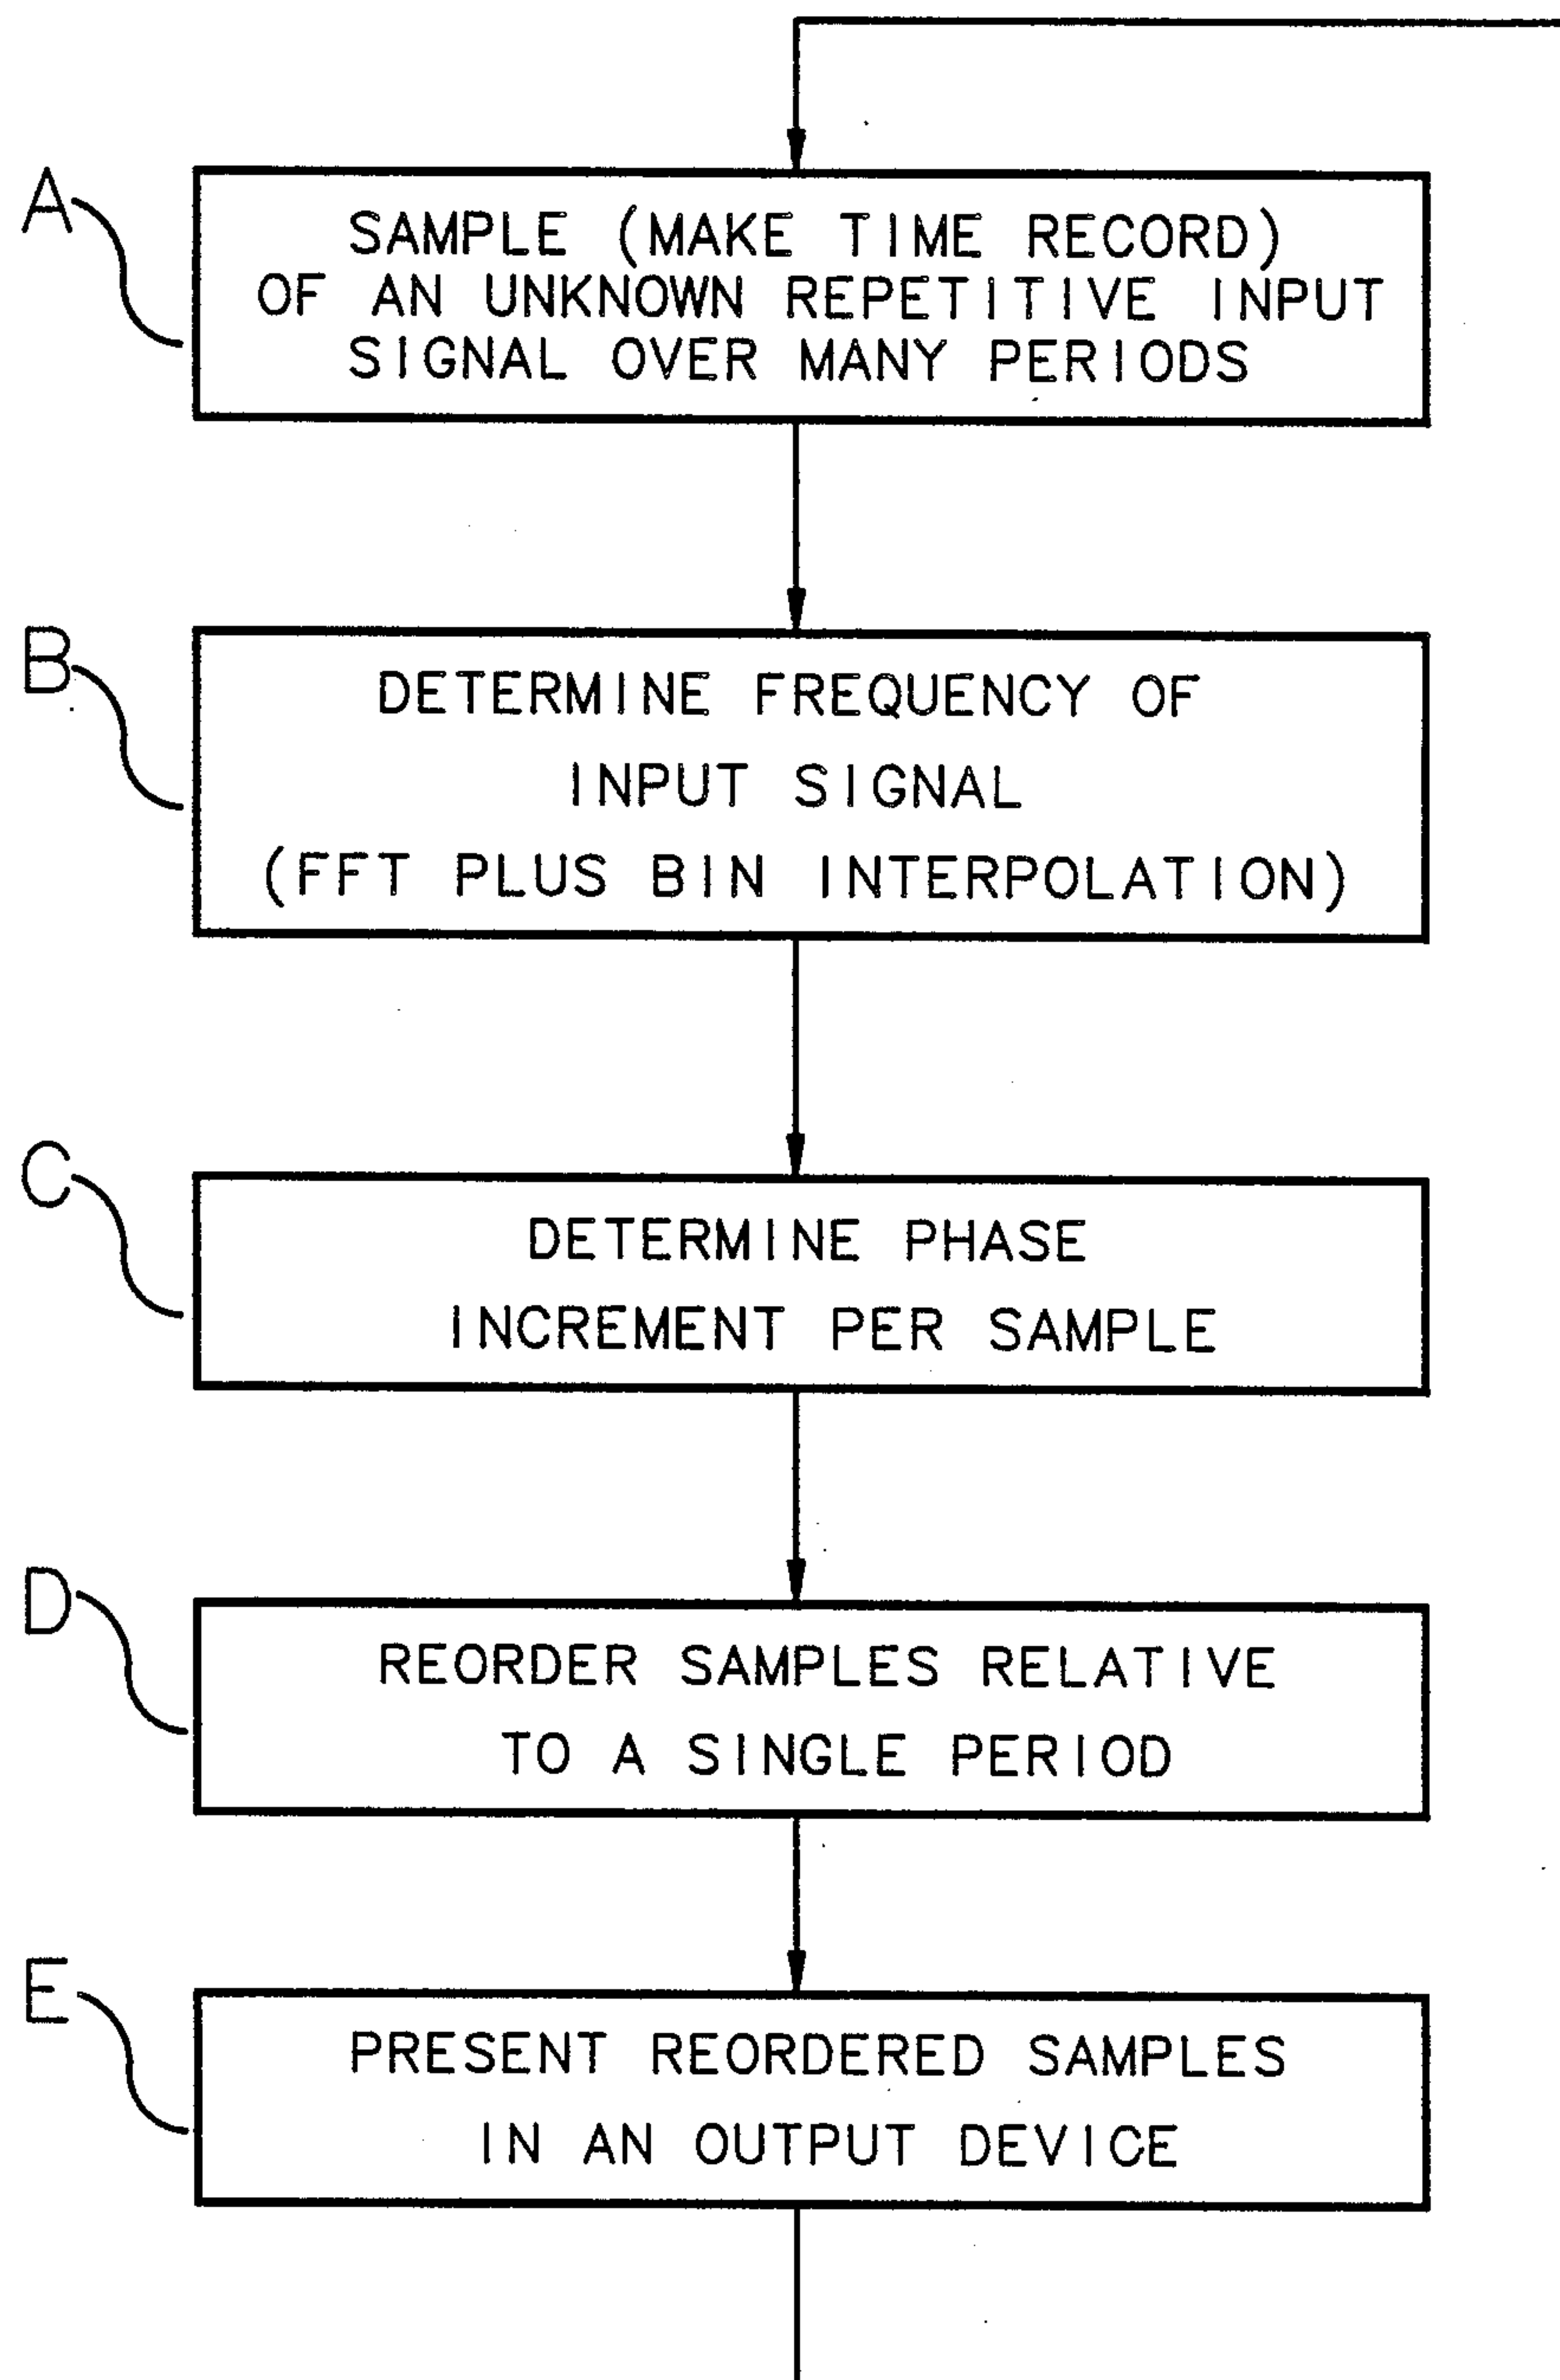 A
SAMPLE (MAKE TIME RECORD)
OF AN UNKNOWN REPETITIVE INPUT
SIGNAL OVER MANY PERIODS
B
DETERMINE FREQUENCY OF
INPUT SIGNAL
(FFT PLUS BIN INTERPOLATION)
C
DETERMINE PHASE
INCREMENT PER SAMPLE
D
REORDER SAMPLES RELATIVE
TO A SINGLE PERIOD
E
PRESENT REORDERED SAMPLES
IN AN OUTPUT DEVICE